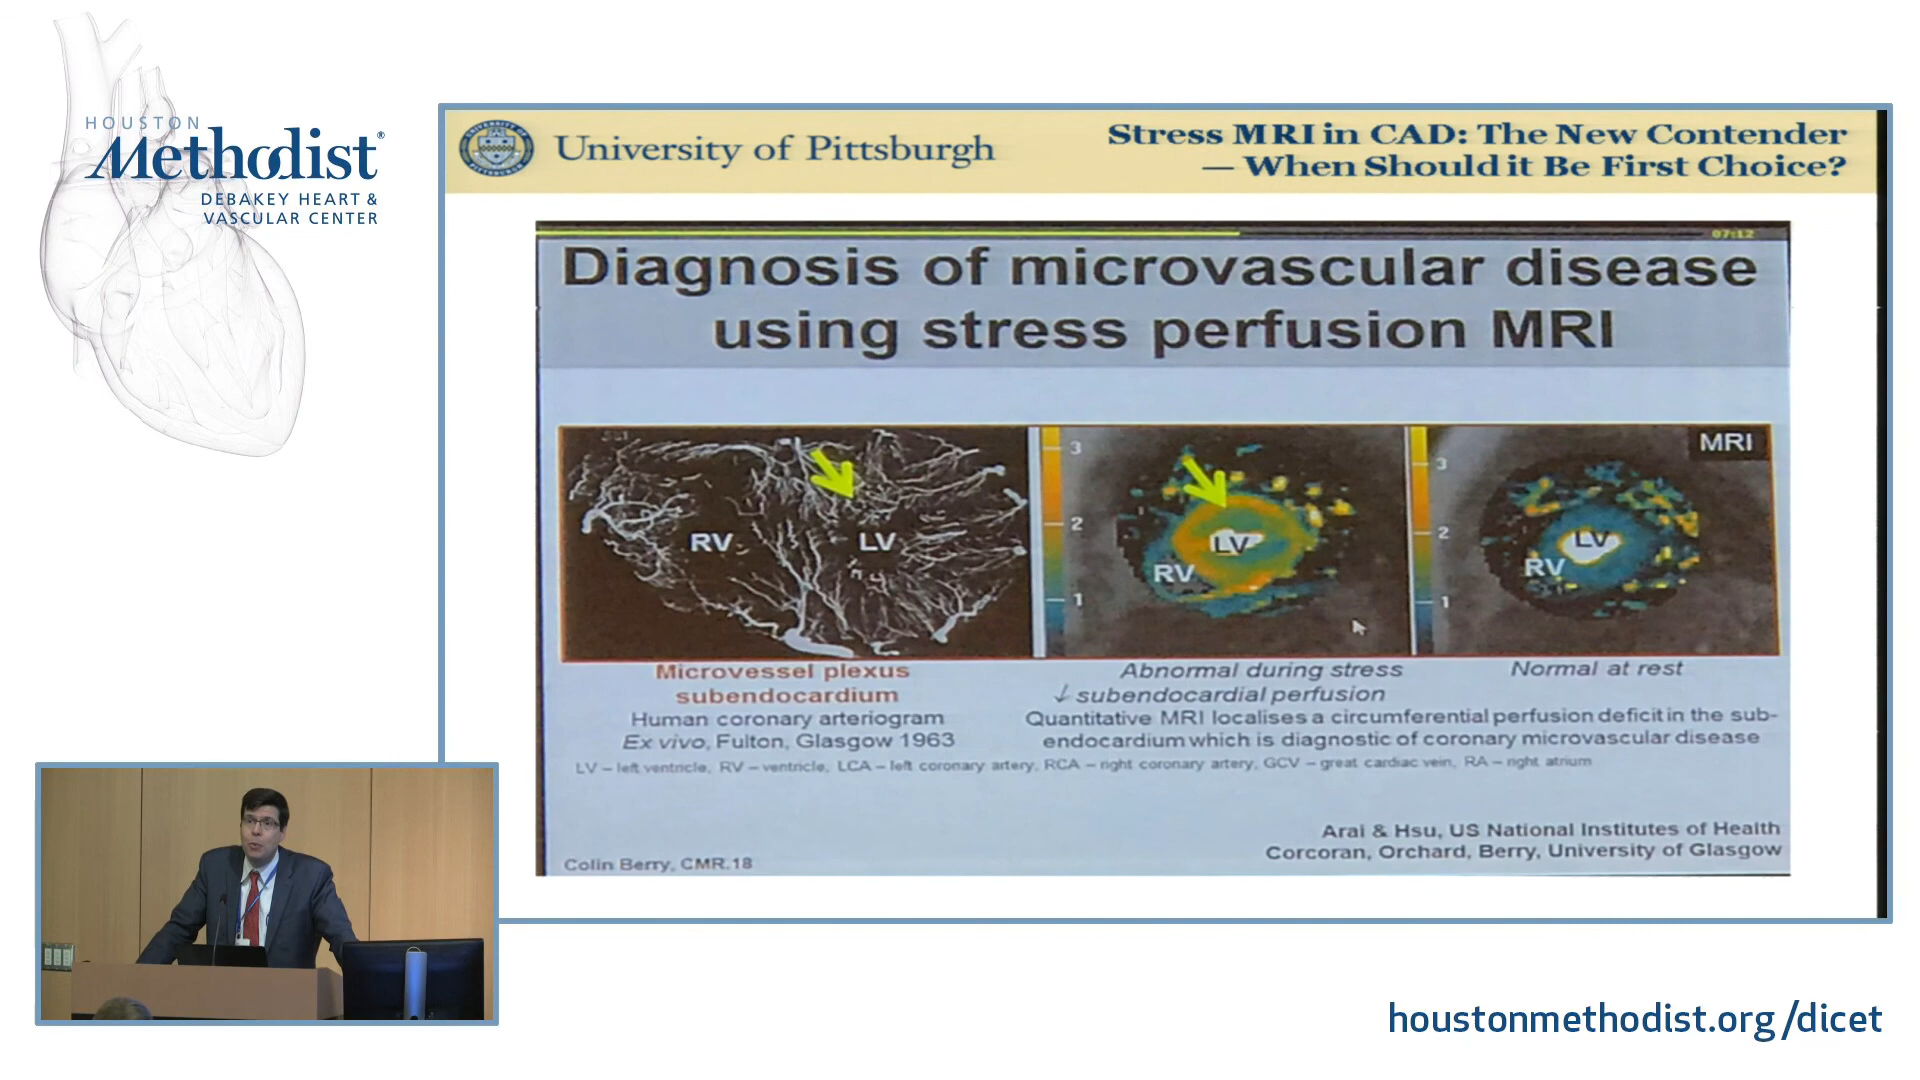 HOUSTON
Methodist®
DEBAKEY HEART &
VASCULAR CENTER
University of Pittsburgh
Stress MRI in CAD: The New Contender
— When Should it Be First Choice?
07:12
Diagnosis of microvascular disease
using stress perfusion MRI
RV
LV
3
2
1
LV
RV
3
2
1
LV
RV
MRI
Microvessel plexus
subendocardium
Human coronary arteriogram
Ex vivo, Fulton, Glasgow 1963
Abnormal during stress
↓ subendocardial perfusion
Normal at rest
Quantitative MRI localises a circumferential perfusion deficit in the sub-
endocardium which is diagnostic of coronary microvascular disease
LV – left ventricle, RV – ventricle, LCA – left coronary artery, RCA – right coronary artery, GCV – great cardiac vein, RA – right atrium
Arai & Hsu, US National Institutes of Health
Corcoran, Orchard, Berry, University of Glasgow
Colin Berry, CMR.18
houstonmethodist.org/dicet